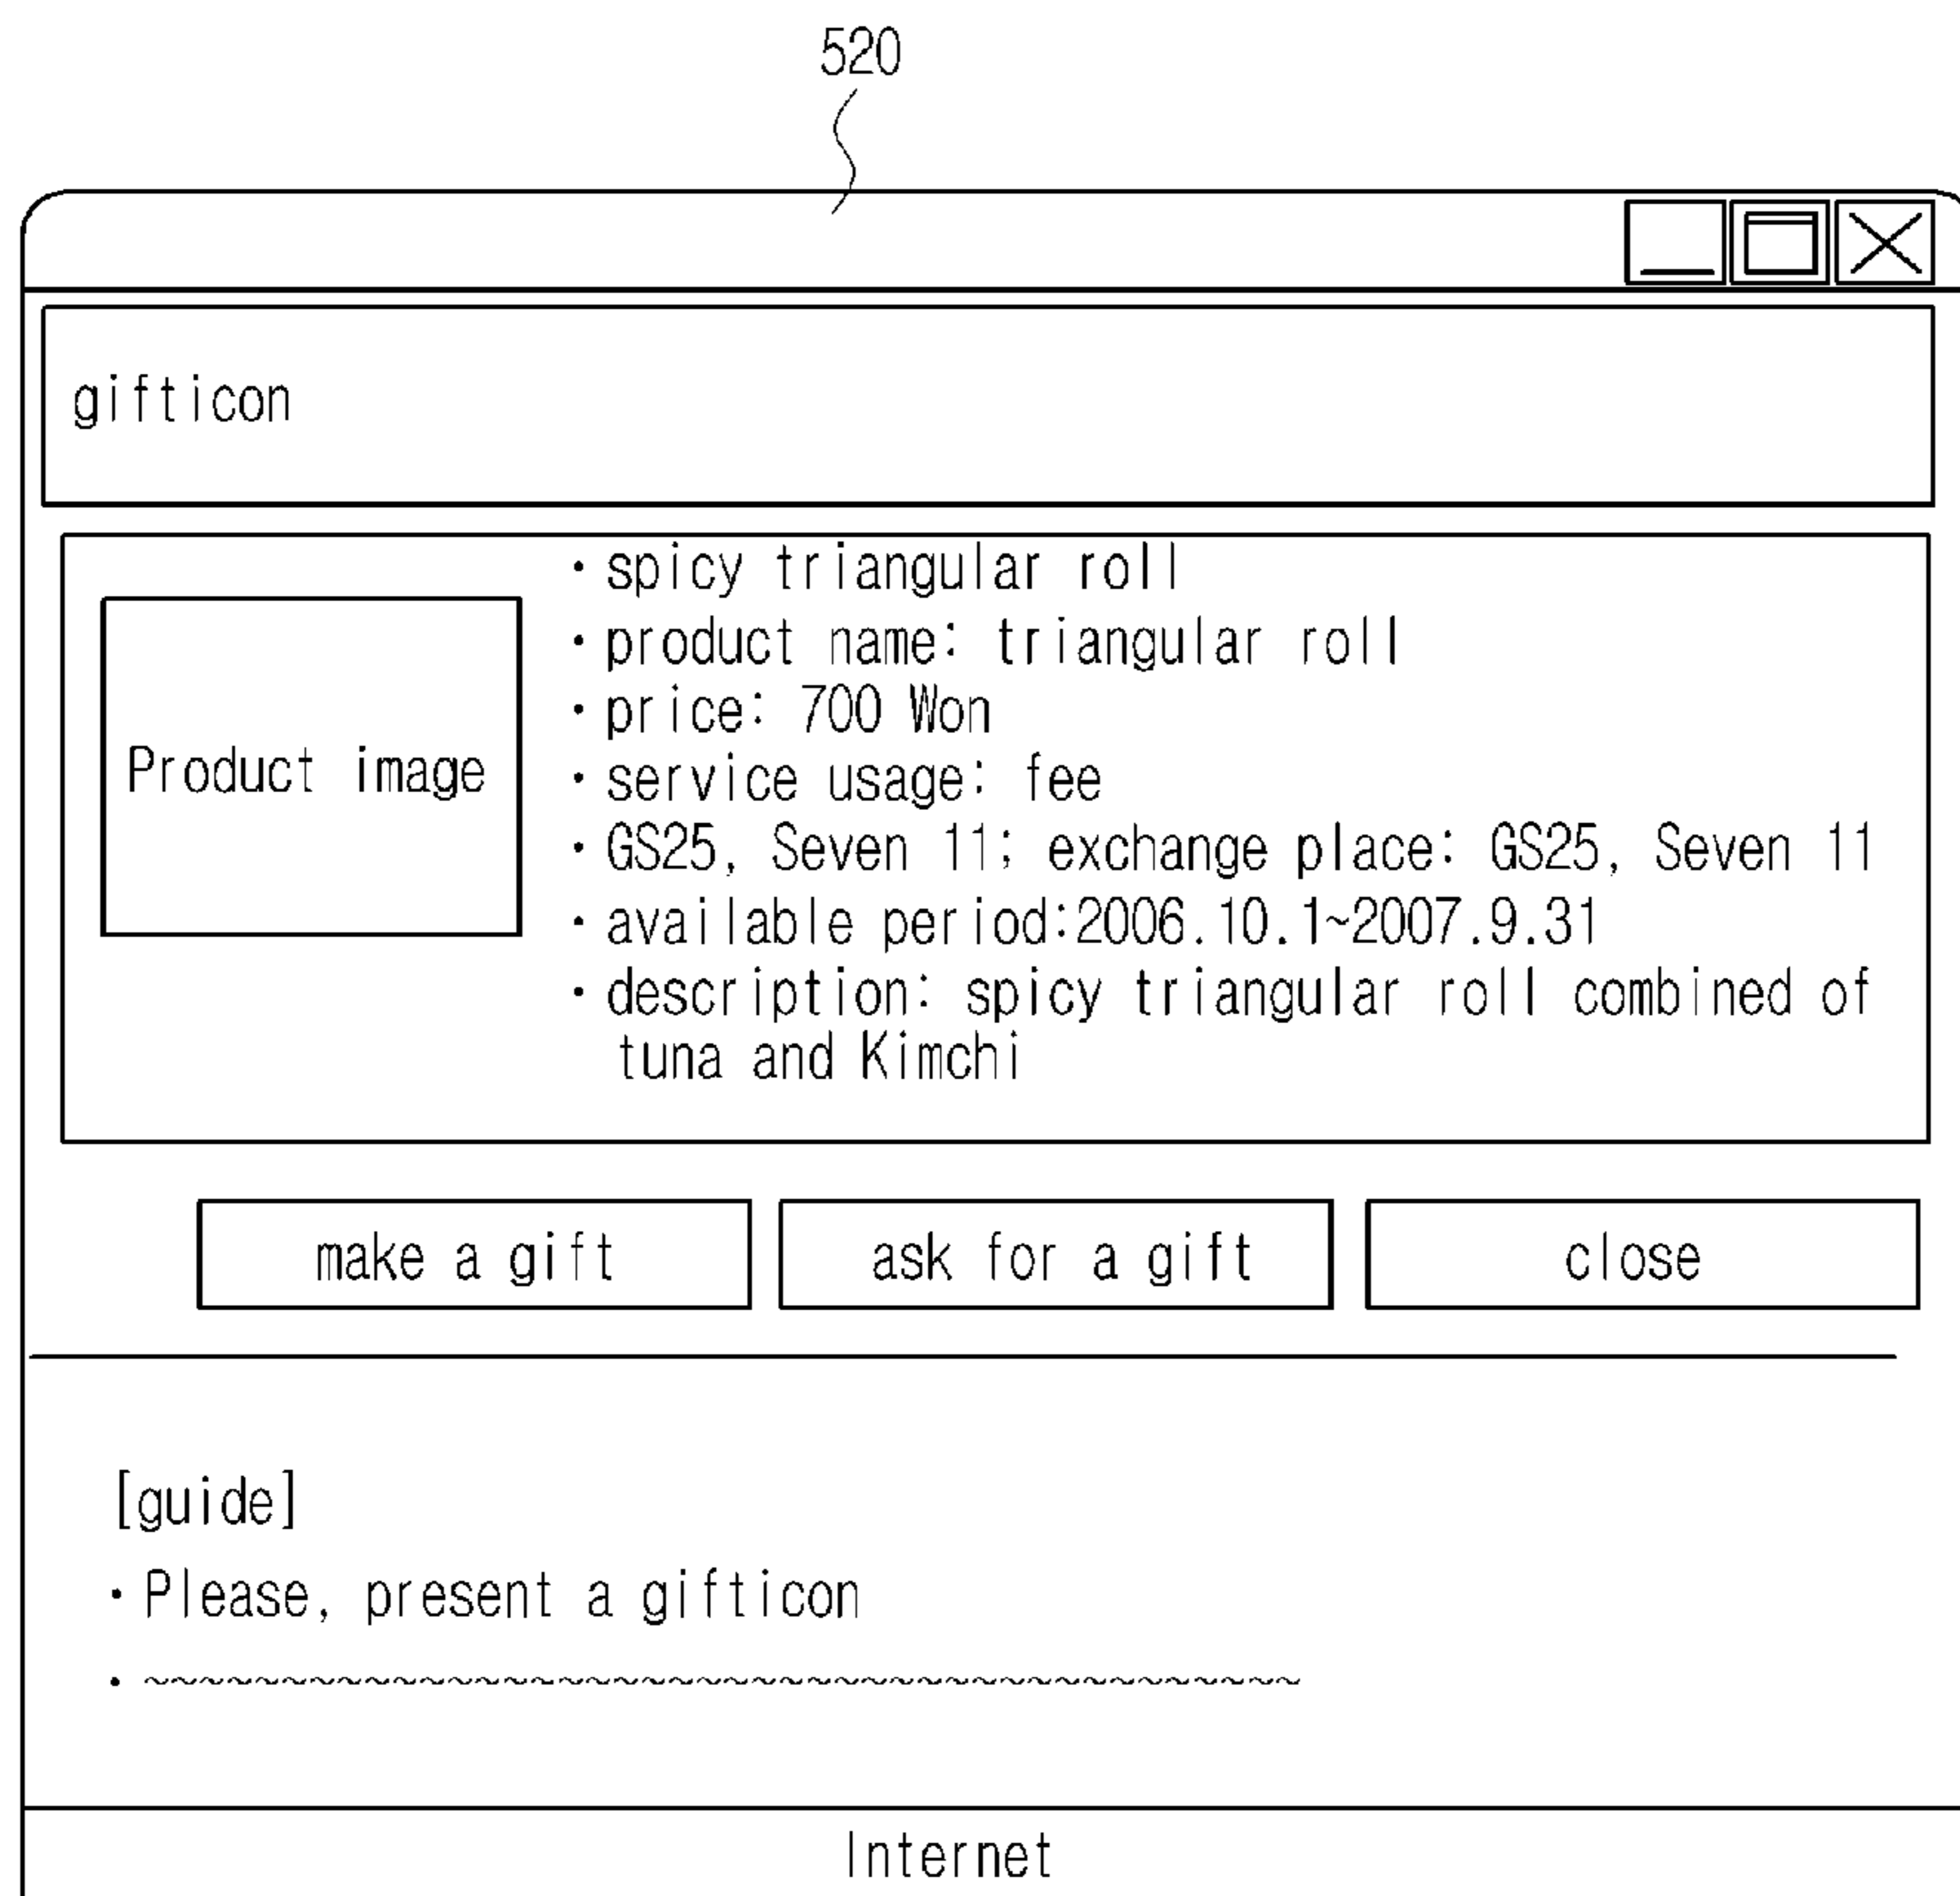 520
gifticon
Product image
· spicy triangular roll
· product name: triangular roll
· price: 700 Won
· service usage: fee
· GS25, Seven 11; exchange place: GS25, Seven 11
· available period:2006.10.1~2007.9.31
· description: spicy triangular roll combined of
tuna and Kimchi
make a gift
ask for a gift
close
[guide]
· Please, present a gifticon
· ~~~~~~~~~~~~~~~~~~~~~~~~~~~~~~~~~~~~~~~~~~
Internet